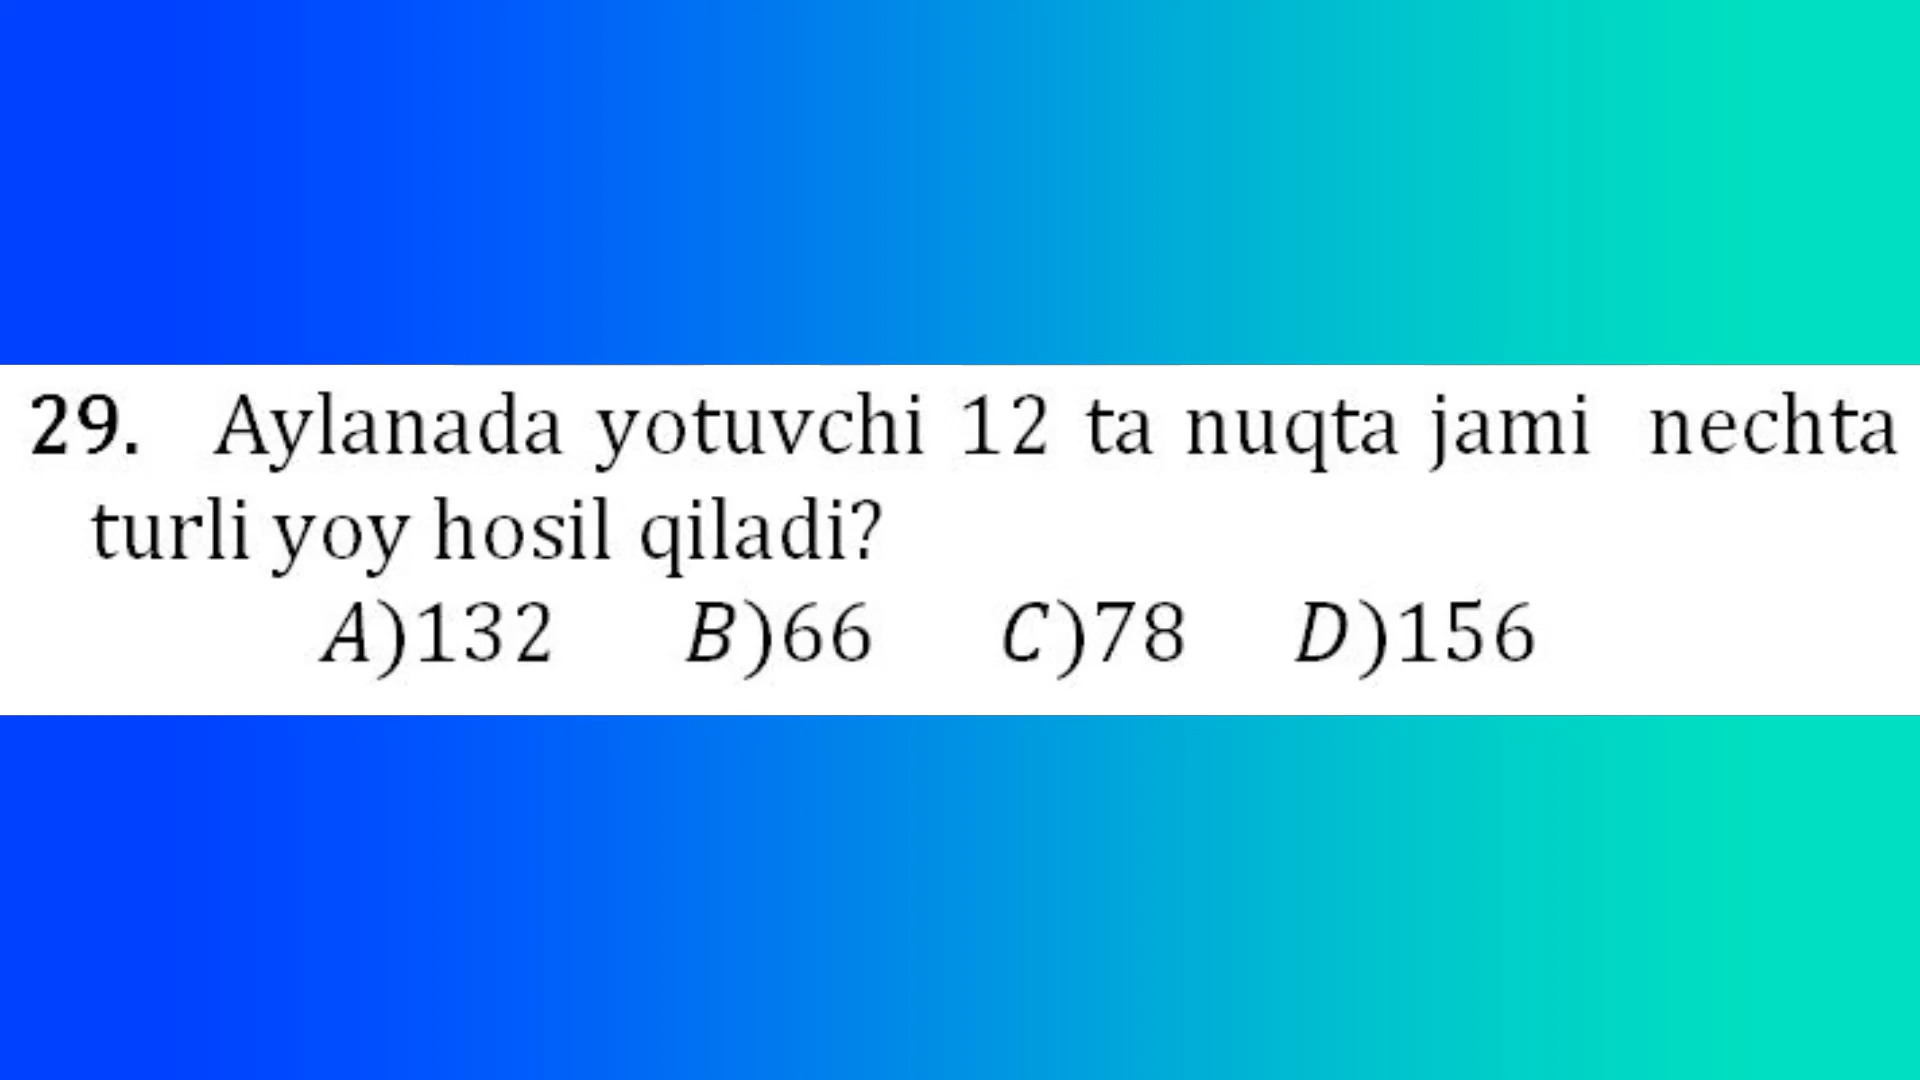 29. Aylanada yotuvchi 12 ta nuqta jami nechta
turli yoy hosil qiladi?
A)132 B)66 C)78 D)156